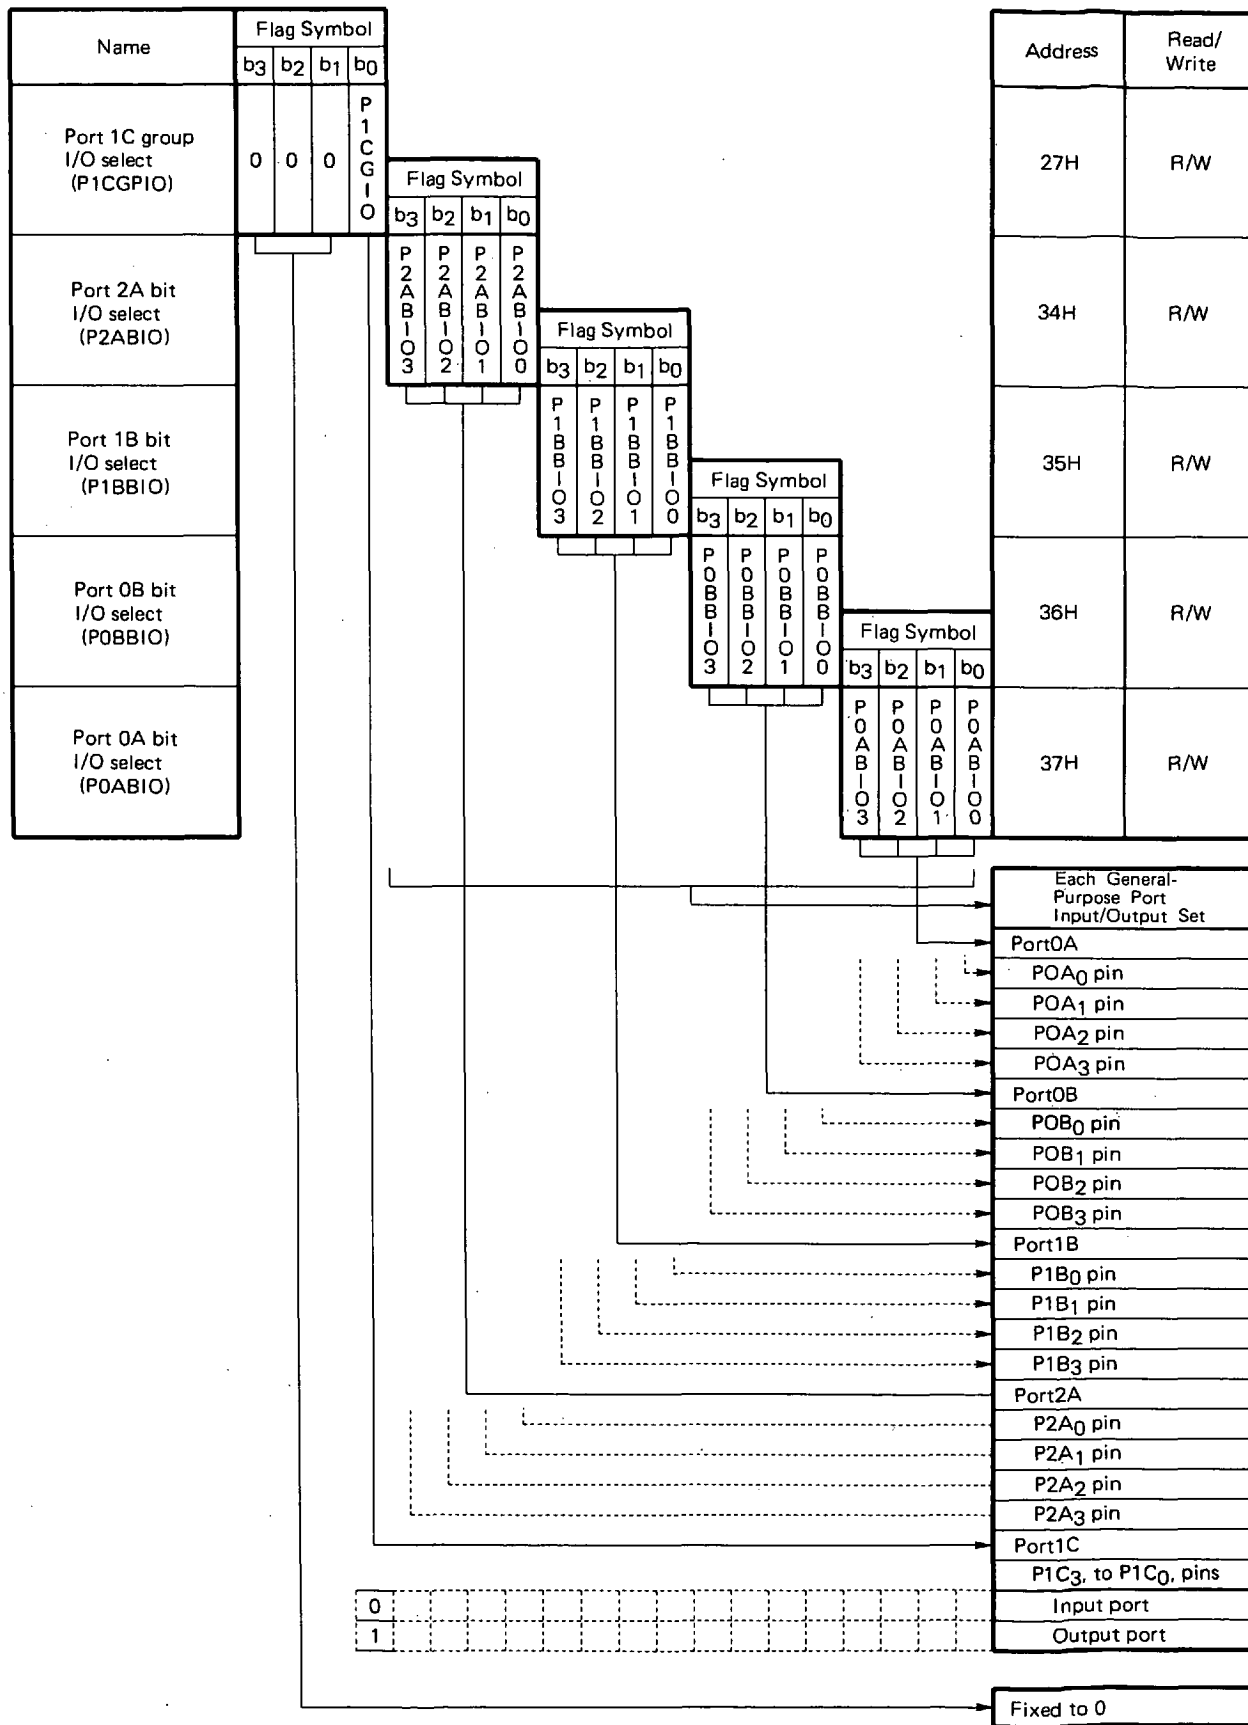 Name
Flag Symbol
b3 b2 b1 b0
Address
Read/
Write
Port 1C group
I/O select
(P1CGPIO)
0 0 0 P1CGIO
27H
R/W
Flag Symbol
b3 b2 b1 b0
Port 2A bit
I/O select
(P2ABIO)
P2ABIO3 P2ABIO2 P2ABIO1 P2ABIO0
34H
R/W
Flag Symbol
b3 b2 b1 b0
Port 1B bit
I/O select
(P1BBIO)
P1BBIO3 P1BBIO2 P1BBIO1 P1BBIO0
35H
R/W
Flag Symbol
b3 b2 b1 b0
Port 0B bit
I/O select
(P0BBIO)
P0BBIO3 P0BBIO2 P0BBIO1 P0BBIO0
36H
R/W
Flag Symbol
b3 b2 b1 b0
Port 0A bit
I/O select
(P0ABIO)
P0ABIO3 P0ABIO2 P0ABIO1 P0ABIO0
37H
R/W
Each General-
Purpose Port
Input/Output Set
Port0A
P0A0 pin
P0A1 pin
P0A2 pin
P0A3 pin
Port0B
P0B0 pin
P0B1 pin
P0B2 pin
P0B3 pin
Port1B
P1B0 pin
P1B1 pin
P1B2 pin
P1B3 pin
Port2A
P2A0 pin
P2A1 pin
P2A2 pin
P2A3 pin
Port1C
P1C3, to P1C0, pins
0 Input port
1 Output port
Fixed to 0